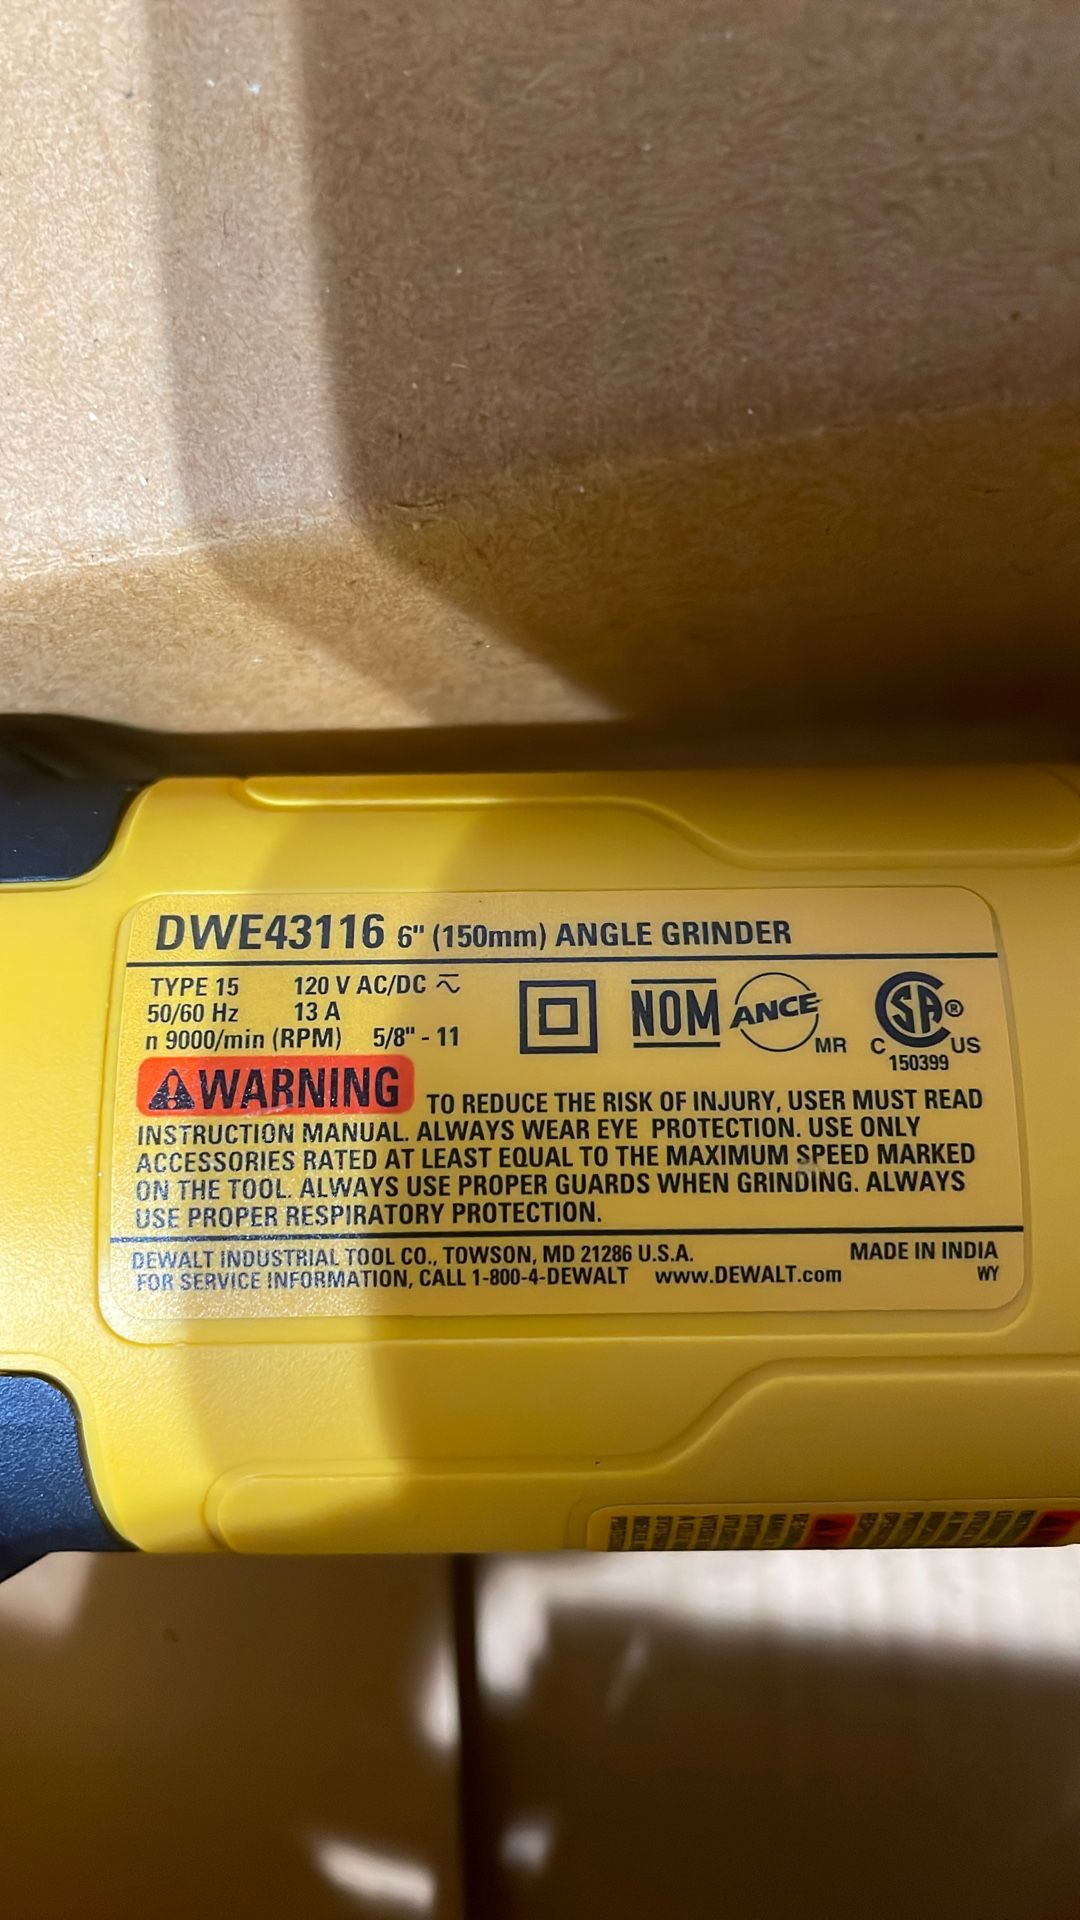 DWE43116 6" (150mm) ANGLE GRINDER
TYPE 15 120 V AC/DC ⎓∿
50/60 Hz 13 A
n 9000/min (RPM) 5/8" - 11
NOM ANCE MR
CSA® C US
150399
WARNING TO REDUCE THE RISK OF INJURY, USER MUST READ
INSTRUCTION MANUAL. ALWAYS WEAR EYE PROTECTION. USE ONLY
ACCESSORIES RATED AT LEAST EQUAL TO THE MAXIMUM SPEED MARKED
ON THE TOOL. ALWAYS USE PROPER GUARDS WHEN GRINDING. ALWAYS
USE PROPER RESPIRATORY PROTECTION.
DEWALT INDUSTRIAL TOOL CO., TOWSON, MD 21286 U.S.A. MADE IN INDIA
FOR SERVICE INFORMATION, CALL 1-800-4-DEWALT www.DEWALT.com WY